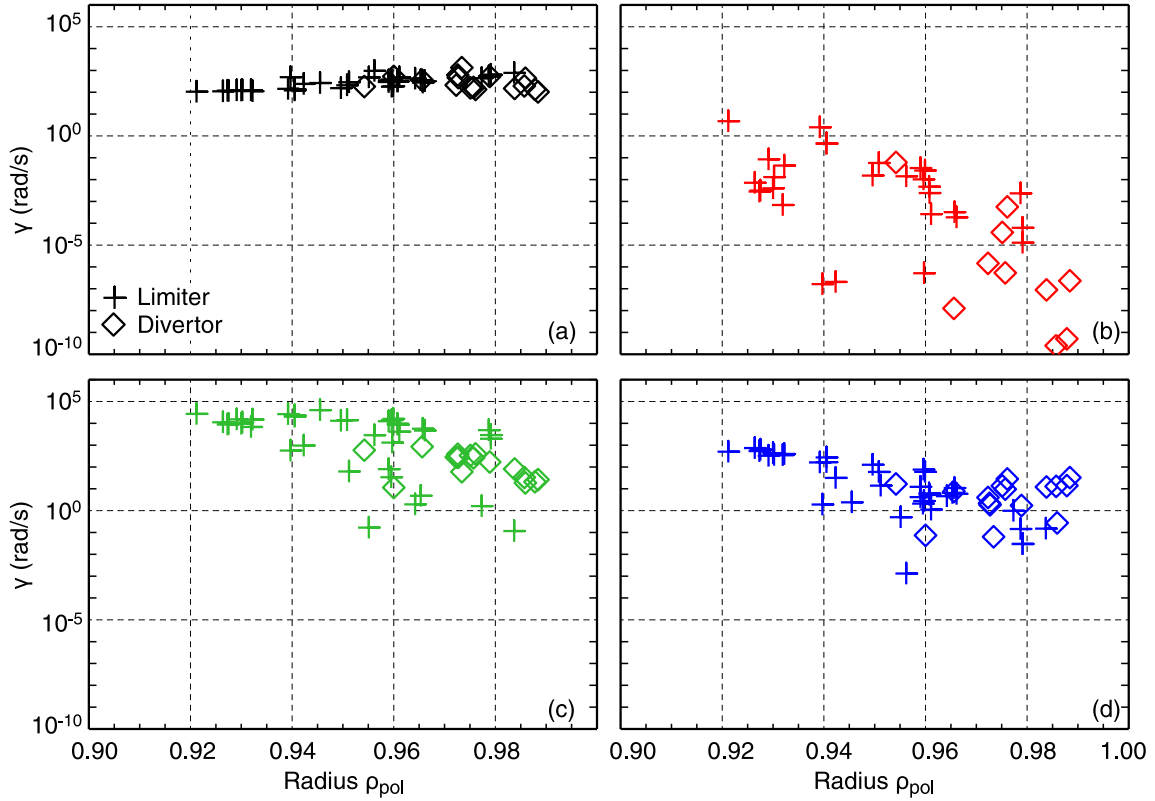 10^5
10^0
10^-5
10^-10
γ (rad/s)
Limiter
Divertor
(a)
(b)
10^5
10^0
10^-5
10^-10
γ (rad/s)
(c)
(d)
0.90 0.92 0.94 0.96 0.98
0.90 0.92 0.94 0.96 0.98 1.00
Radius ρ_pol
Radius ρ_pol